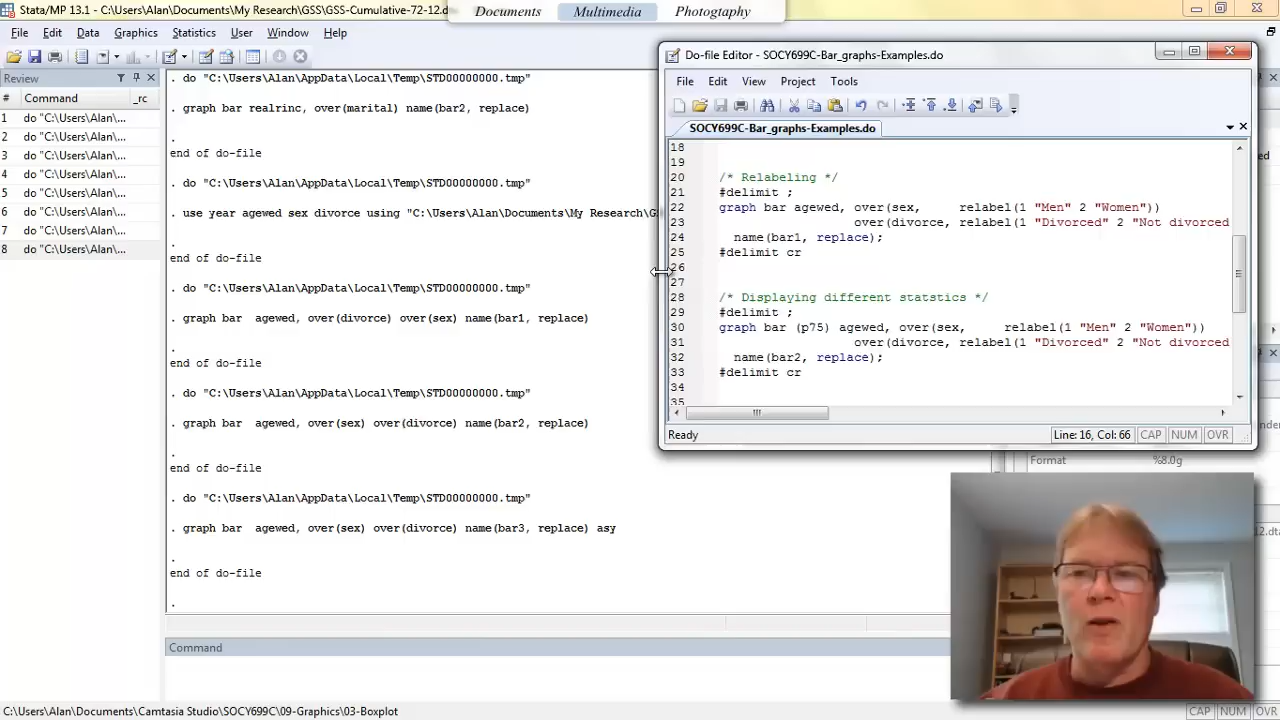 Stata/MP 13.1 - C:\Users\Alan\Documents\My Research\GSS\GSS-Cumulative-72-12.d
Documents Multimedia Photography
File Edit Data Graphics Statistics User Window Help
Review
# Command _rc
1 do "C:\Users\Alan\...
2 do "C:\Users\Alan\...
3 do "C:\Users\Alan\...
4 do "C:\Users\Alan\...
5 do "C:\Users\Alan\...
6 do "C:\Users\Alan\...
7 do "C:\Users\Alan\...
8 do "C:\Users\Alan\...
. do "C:\Users\Alan\AppData\Local\Temp\STD00000000.tmp"
. graph bar realrinc, over(marital) name(bar2, replace)
.
end of do-file
. do "C:\Users\Alan\AppData\Local\Temp\STD00000000.tmp"
. use year agewed sex divorce using "C:\Users\Alan\Documents\My Research\G
.
end of do-file
. do "C:\Users\Alan\AppData\Local\Temp\STD00000000.tmp"
. graph bar  agewed, over(divorce) over(sex) name(bar1, replace)
.
end of do-file
. do "C:\Users\Alan\AppData\Local\Temp\STD00000000.tmp"
. graph bar  agewed, over(sex) over(divorce) name(bar2, replace)
.
end of do-file
. do "C:\Users\Alan\AppData\Local\Temp\STD00000000.tmp"
. graph bar  agewed, over(sex) over(divorce) name(bar3, replace) asy
.
end of do-file
.
Command
Do-file Editor - SOCY699C-Bar_graphs-Examples.do
File Edit View Project Tools
SOCY699C-Bar_graphs-Examples.do
18
19
20 /* Relabeling */
21 #delimit ;
22 graph bar agewed, over(sex, relabel(1 "Men" 2 "Women"))
23 over(divorce, relabel(1 "Divorced" 2 "Not divorced
24 name(bar1, replace);
25 #delimit cr
26
27
28 /* Displaying different statstics */
29 #delimit ;
30 graph bar (p75) agewed, over(sex, relabel(1 "Men" 2 "Women"))
31 over(divorce, relabel(1 "Divorced" 2 "Not divorced
32 name(bar2, replace);
33 #delimit cr
34
35
Ready Line: 16, Col: 66 CAP NUM OVR
Format %8.0g
12.dta
C:\Users\Alan\Documents\Camtasia Studio\SOCY699C\09-Graphics\03-Boxplot
CAP NUM OVR